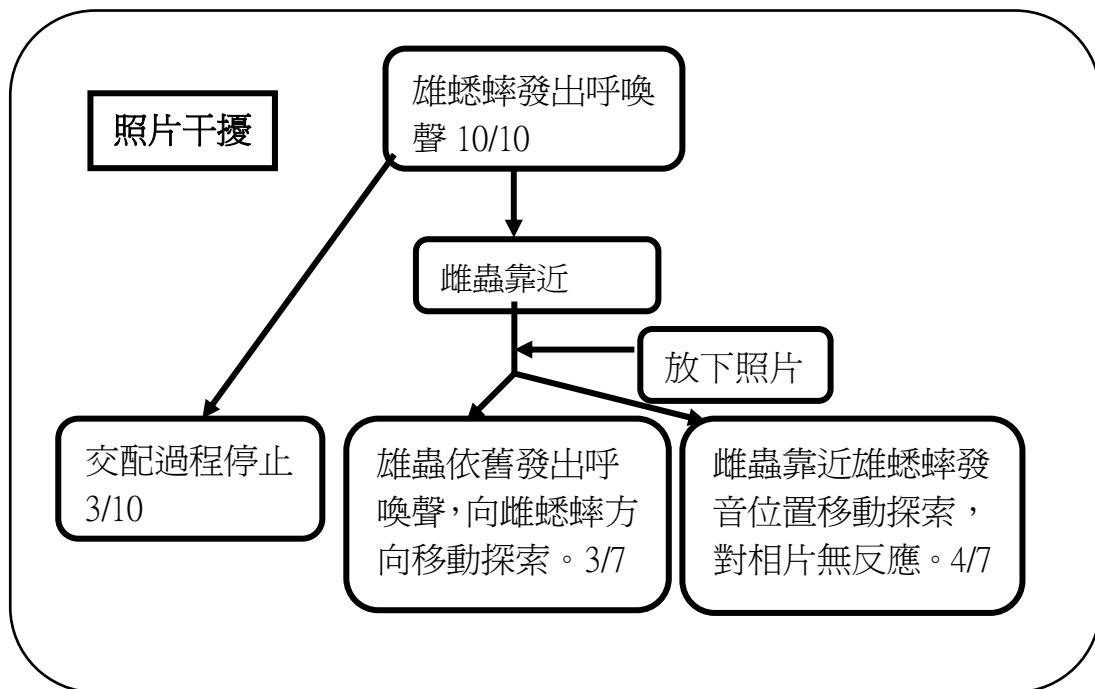 照片干擾
雄蟋蟀發出呼喚
聲 10/10
雌蟲靠近
放下照片
交配過程停止
3/10
雄蟲依舊發出呼
喚聲，向雌蟋蟀方
向移動探索。3/7
雌蟲靠近雄蟋蟀發
音位置移動探索，
對相片無反應。4/7